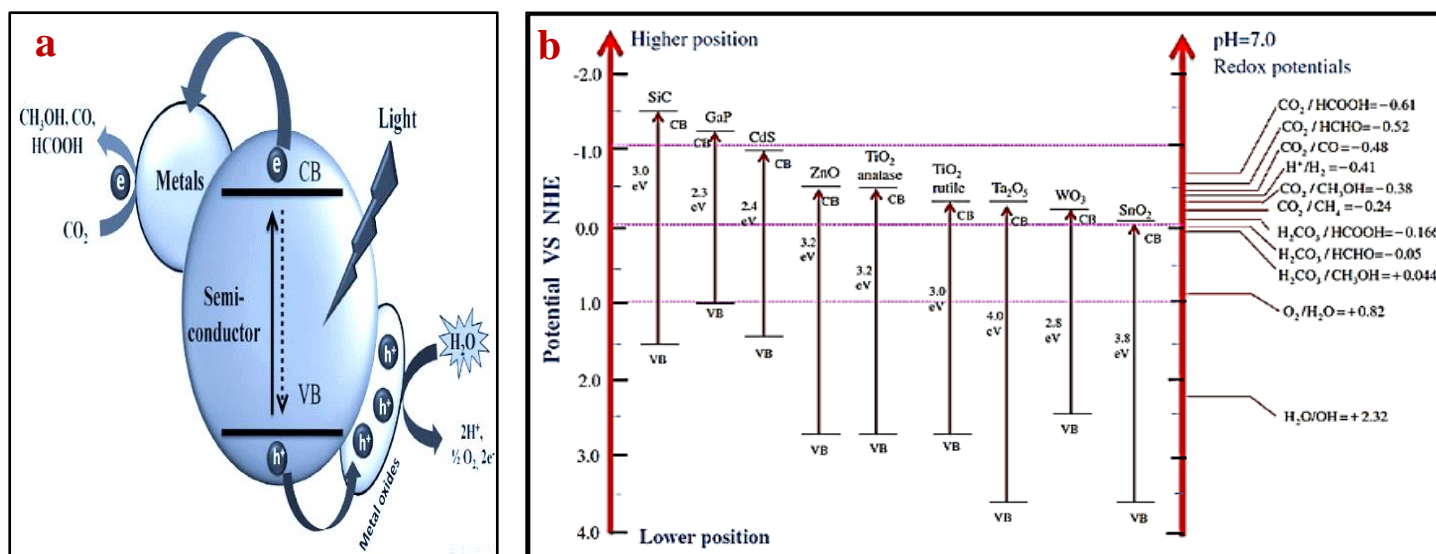 a
CH₃OH, CO,
HCOOH
e
CO₂
Metals
e
CB
Light
Semi-
conductor
VB
h⁺
h⁺
h⁺
h⁺
H₂O
2H⁺,
½ O₂, 2e⁻
Metal oxides
b
Higher position
Potential VS NHE
-2.0
-1.0
0.0
1.0
2.0
3.0
4.0
Lower position
SiC
CB
3.0
eV
VB
GaP
CB
2.3
eV
VB
CdS
CB
2.4
eV
VB
ZnO
CB
3.2
eV
VB
TiO₂
analase
CB
3.2
eV
VB
TiO₂
rutile
CB
3.0
eV
VB
Ta₂O₅
CB
4.0
eV
VB
WO₃
CB
2.8
eV
VB
SnO₂
CB
3.8
eV
VB
pH=7.0
Redox potentials
CO₂/HCOOH=−0.61
CO₂/HCHO=−0.52
CO₂/CO=−0.48
H⁺/H₂=−0.41
CO₂/CH₃OH=−0.38
CO₂/CH₄=−0.24
H₂CO₃/HCOOH=−0.166
H₂CO₃/HCHO=−0.05
H₂CO₃/CH₃OH=+0.044
O₂/H₂O=+0.82
H₂O/OH=+2.32